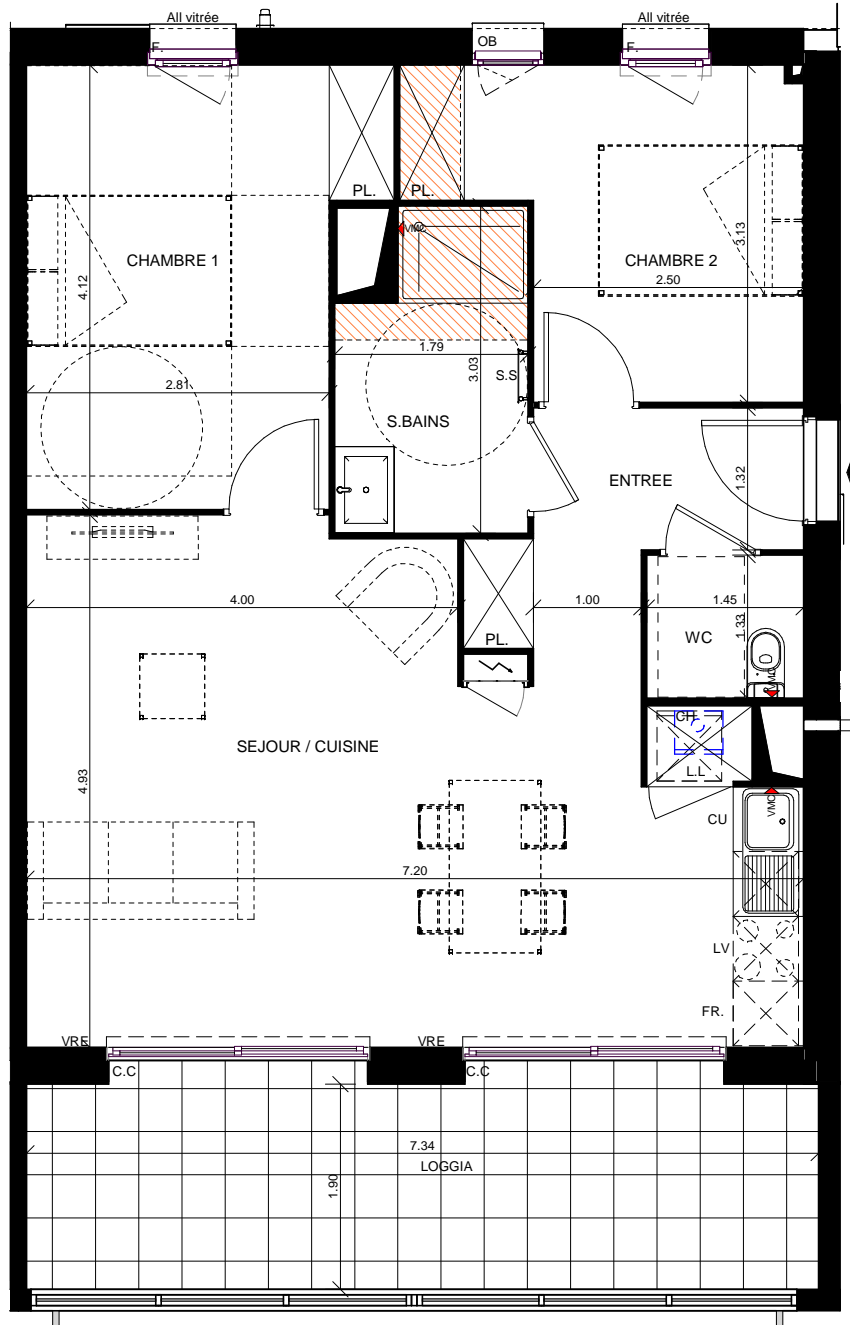 All vitrée
All vitrée
F.
OB
F.
PL.
PL.
VMC
CHAMBRE 1
CHAMBRE 2
3.13
2.50
4.12
1.79
3.03
S.S
2.81
S.BAINS
ENTREE
1.32
4.00
1.00
1.45
PL.
WC
1.33
VMC
CH
L.L
SEJOUR / CUISINE
4.93
CU
VMC
7.20
LV
FR.
VRE
VRE
C.C
C.C
7.34
LOGGIA
1.90